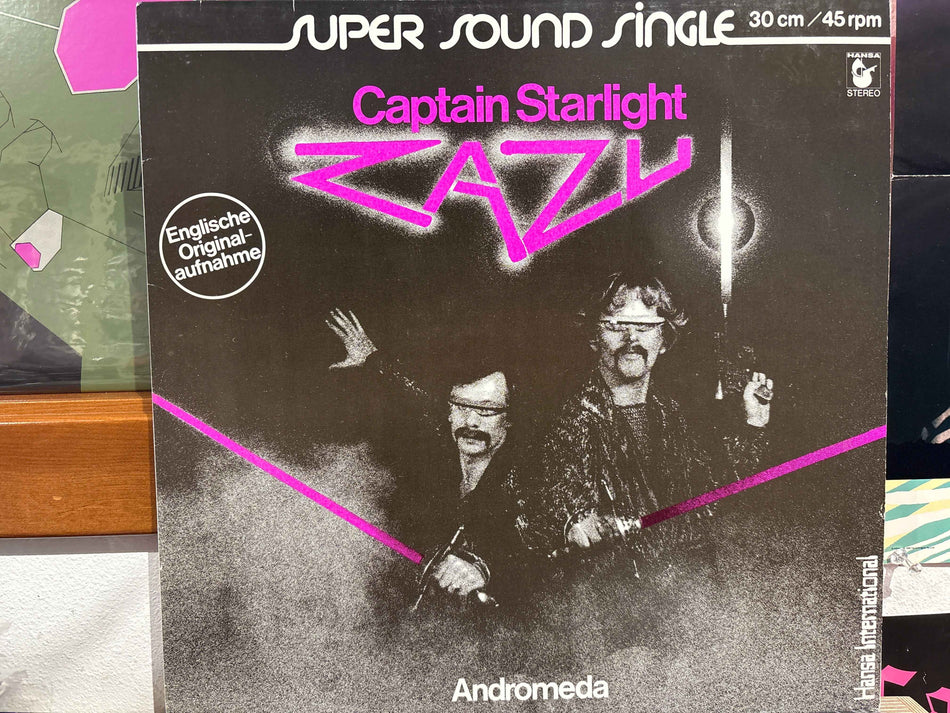 SUPER SOUND SINGLE 30 cm/45 rpm
HANSA
STEREO
Captain Starlight
ZAZU
Englische
Original-
aufnahme
Hansa International
Andromeda